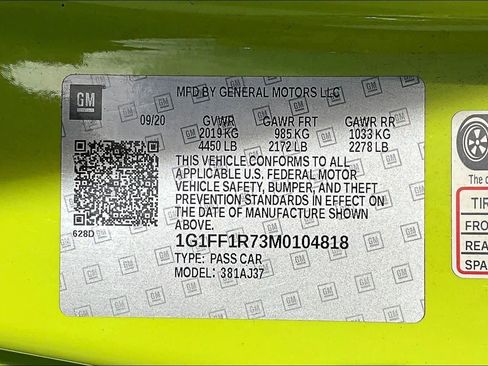 GM
MFD BY GENERAL MOTORS LLC
09/20 GVWR GAWR FRT GAWR RR
2019 KG 985 KG 1033 KG
4450 LB 2172 LB 2278 LB
THIS VEHICLE CONFORMS TO ALL
APPLICABLE U.S. FEDERAL MOTOR
VEHICLE SAFETY, BUMPER, AND THEFT
PREVENTION STANDARDS IN EFFECT ON
THE DATE OF MANUFACTURE SHOWN
ABOVE.
628D
1G1FF1R73M0104818
TYPE: PASS CAR
MODEL: 381AJ37
The
TIR
FRO
REA
SPA